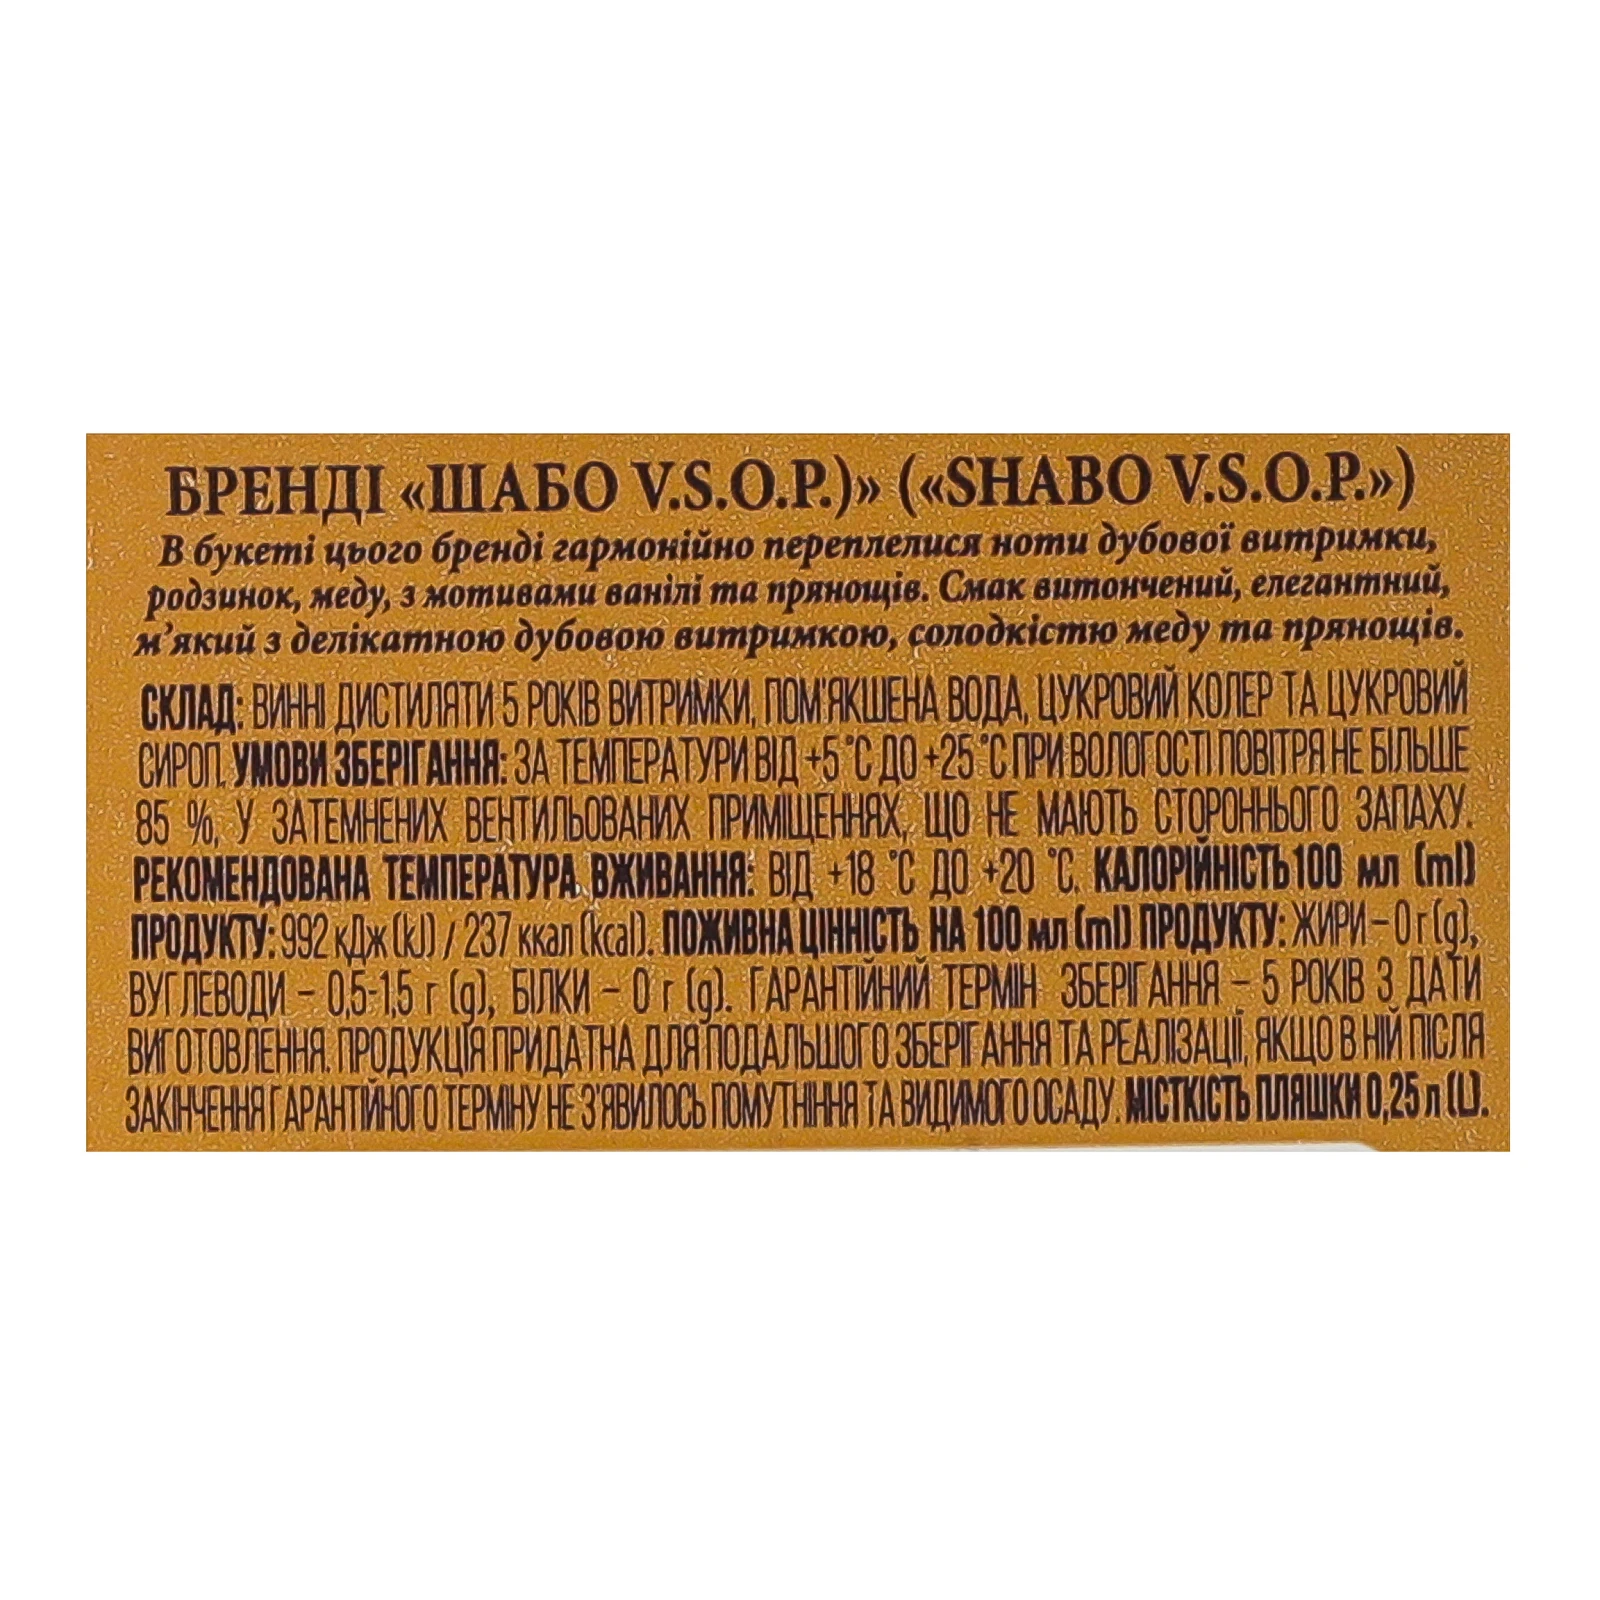 БРЕНДІ «ШАБО V.S.O.P.)» («SHABO V.S.O.P.»)
В букеті цього бренді гармонійно переплелися ноти дубової витримки,
родзинок, меду, з мотивами ванілі та прянощів. Смак витончений, елегантний,
м’який з делікатною дубовою витримкою, солодкістю меду та прянощів.
СКЛАД: ВИННІ ДИСТИЛЯТИ 5 РОКІВ ВИТРИМКИ, ПОМ'ЯКШЕНА ВОДА, ЦУКРОВИЙ КОЛЕР ТА ЦУКРОВИЙ
СИРОП. УМОВИ ЗБЕРІГАННЯ: ЗА ТЕМПЕРАТУРИ ВІД +5 °С ДО +25 °С ПРИ ВОЛОГОСТІ ПОВІТРЯ НЕ БІЛЬШЕ
85 %, У ЗАТЕМНЕНИХ ВЕНТИЛЬОВАНИХ ПРИМІЩЕННЯХ, ЩО НЕ МАЮТЬ СТОРОННЬОГО ЗАПАХУ.
РЕКОМЕНДОВАНА ТЕМПЕРАТУРА ВЖИВАННЯ: ВІД +18 °С ДО +20 °С. КАЛОРІЙНІСТЬ 100 мл (ml)
ПРОДУКТУ: 992 кДж (kJ) / 237 ккал (kcal). ПОЖИВНА ЦІННІСТЬ НА 100 мл (ml) ПРОДУКТУ: ЖИРИ – 0 г (g),
ВУГЛЕВОДИ – 0,5-1,5 г (g), БІЛКИ – 0 г (g). ГАРАНТІЙНИЙ ТЕРМІН ЗБЕРІГАННЯ – 5 РОКІВ З ДАТИ
ВИГОТОВЛЕННЯ. ПРОДУКЦІЯ ПРИДАТНА ДЛЯ ПОДАЛЬШОГО ЗБЕРІГАННЯ ТА РЕАЛІЗАЦІЇ, ЯКЩО В НІЙ ПІСЛЯ
ЗАКІНЧЕННЯ ГАРАНТІЙНОГО ТЕРМІНУ НЕ З'ЯВИЛОСЬ ПОМУТНІННЯ ТА ВИДИМОГО ОСАДУ. МІСТКІСТЬ ПЛЯШКИ 0,25 л (L).